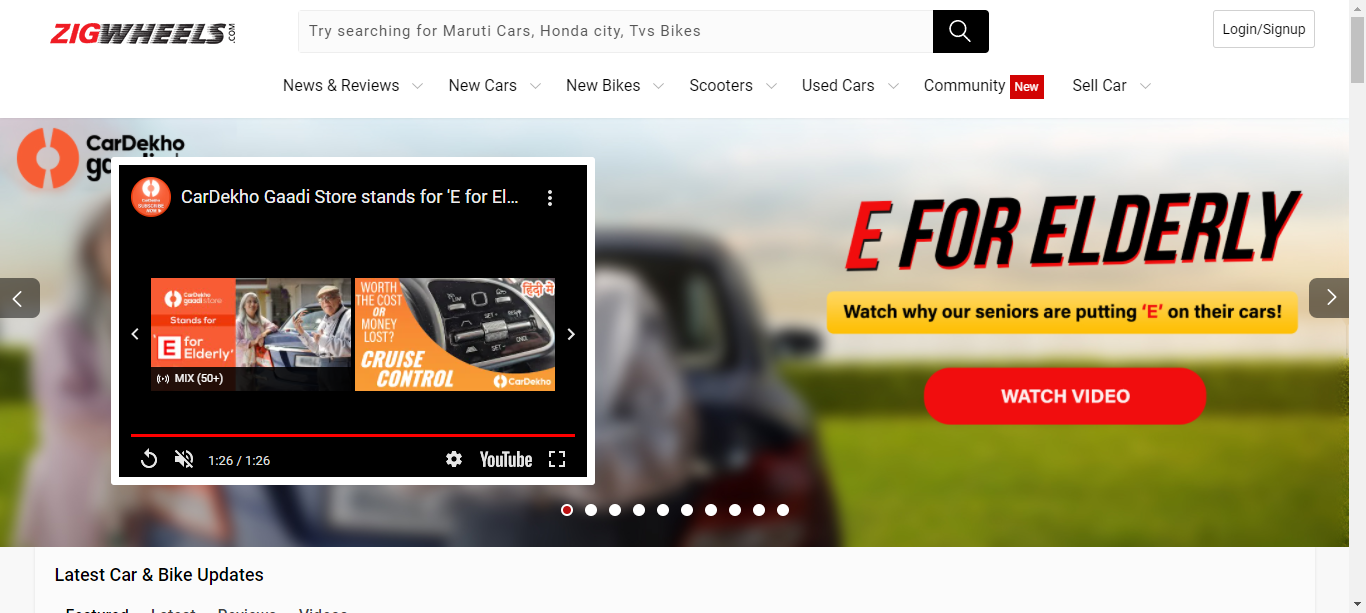 ZIGWHEELS.COM
Try searching for Maruti Cars, Honda city, Tvs Bikes
Login/Signup
News & Reviews
New Cars
New Bikes
Scooters
Used Cars
Community New
Sell Car
CarDekho
CarDekho Gaadi Store stands for ‘E for El...
CarDekho
gaadi store
Stands for
E for
Elderly’
MIX (50+)
WORTH
THE COST
OR
MONEY
LOST?
CRUISE
CONTROL
हिंदी में
CarDekho
1:26 / 1:26
YouTube
E FOR ELDERLY
Watch why our seniors are putting ‘E’ on their cars!
WATCH VIDEO
Latest Car & Bike Updates
Featured
Latest
Reviews
Videos